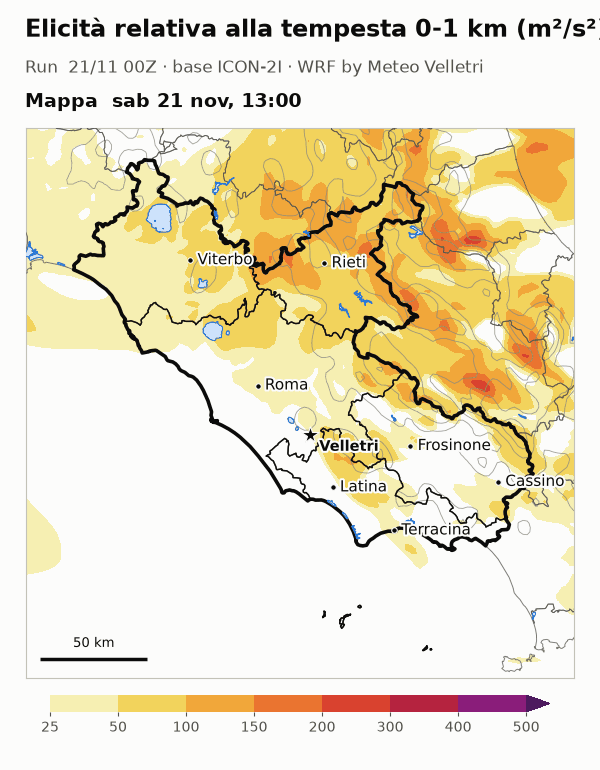 Elicità relativa alla tempesta 0-1 km (m²/s²)
Run 21/11 00Z · base ICON-2I · WRF by Meteo Velletri
Mappa sab 21 nov, 13:00
Viterbo
Rieti
Roma
Velletri
Frosinone
Latina
Cassino
Terracina
50 km
25 50 100 150 200 300 400 500